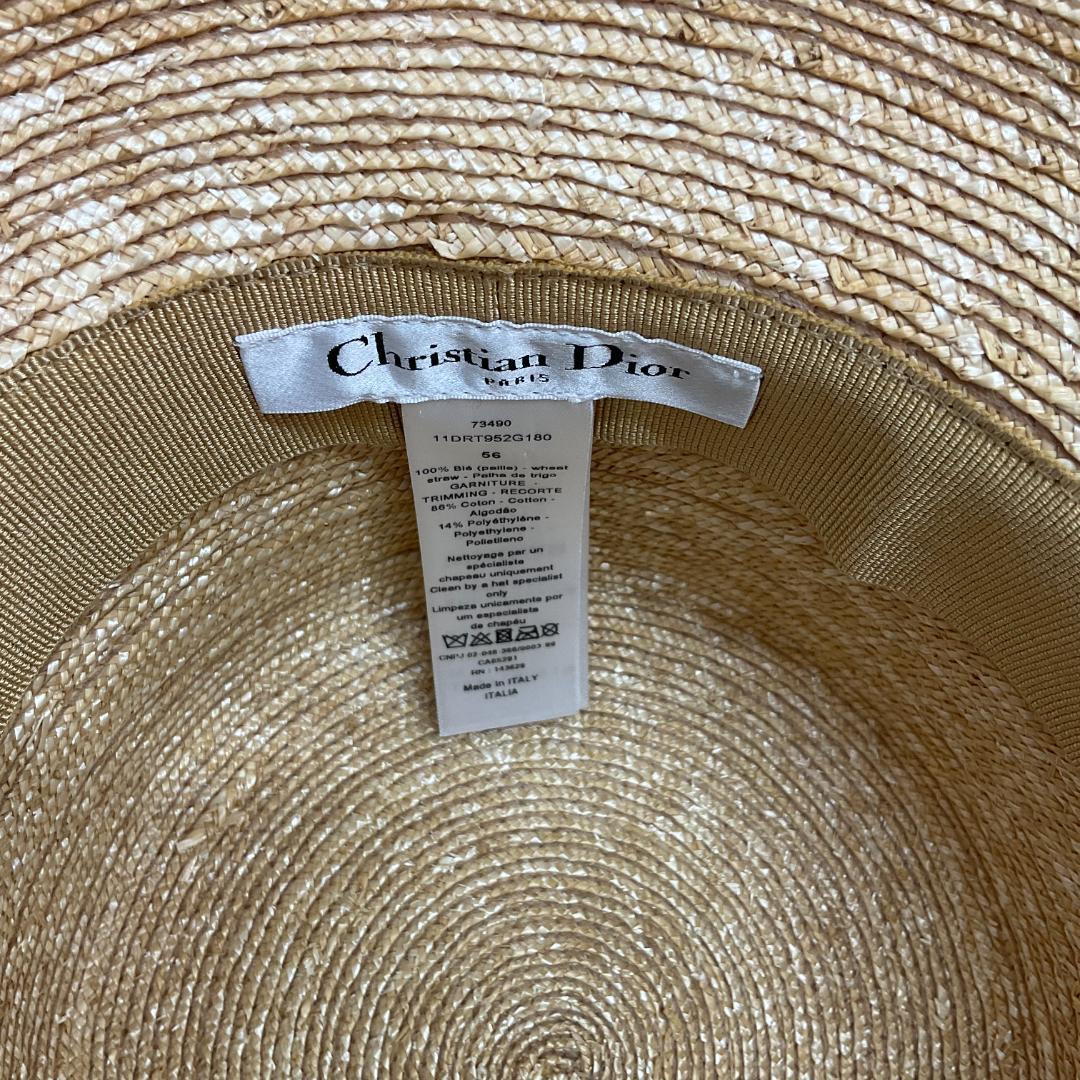 Christian Dior
PARIS
73490
11DRT952G180
56
100% Blé (paille) - wheat
straw - Palha de trigo
GARNITURE -
TRIMMING - RECORTE
86% Coton - Cotton -
Algodão
14% Polyéthylène -
Polyethylene -
Polietileno
Nettoyage par un
spécialiste
chapeau uniquement
Clean by a hat specialist
only
Limpeza unicamente por
um especialista
de chapéu
CNPJ
CA55291
RN : 143629
Made in ITALY
ITALIA